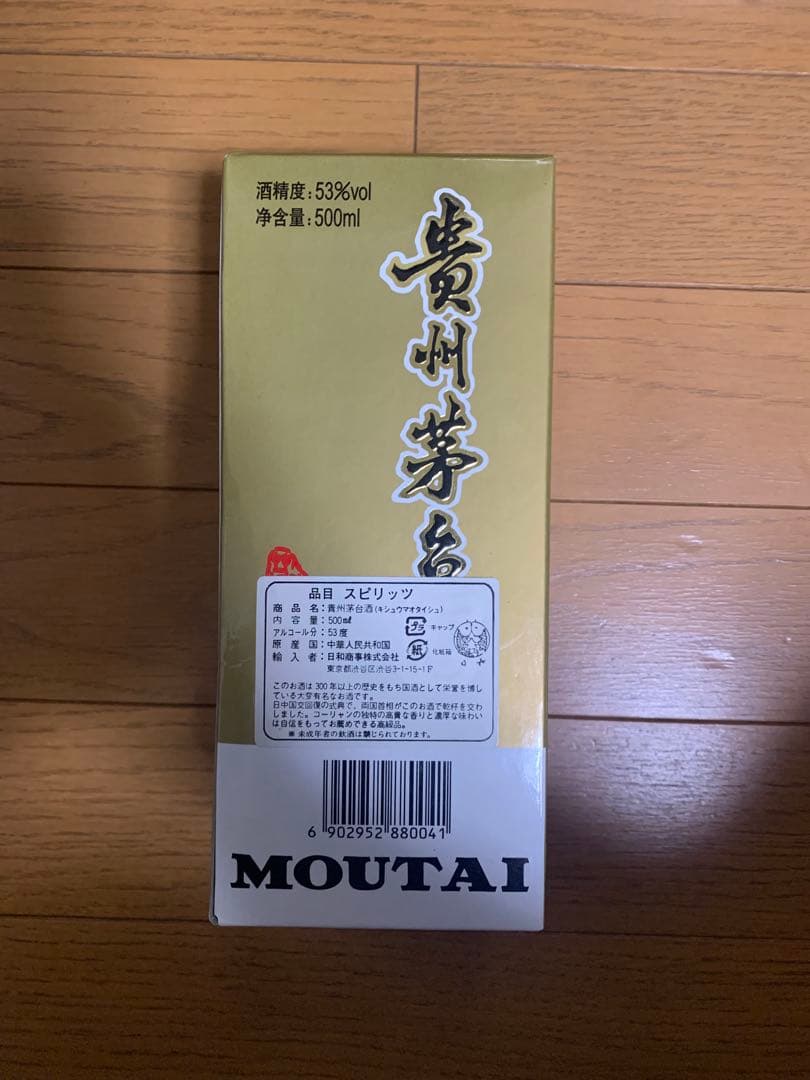 酒精度:53%vol
净含量:500ml
貴州茅台
品目 スピリッツ
商品名:貴州茅台酒(キシュウマオタイシュ)
内容量:500㎖
アルコール分:53度
原産国:中華人民共和国
輸入者:日和商事株式会社
東京都渋谷区渋谷3-1-15-1F
プラ キャップ
紙 化粧箱
このお酒は300年以上の歴史をもち国酒として栄誉を博し
ている大変有名なお酒です。
日中国交回復の式典で、両国首相がこのお酒で乾杯を交わ
しました。コーリャンの独特の高貴な香りと濃厚な味わい
は自信をもってお薦めできる高級品。
※ 未成年者の飲酒は禁じられております。
6 902952 880041
MOUTAI